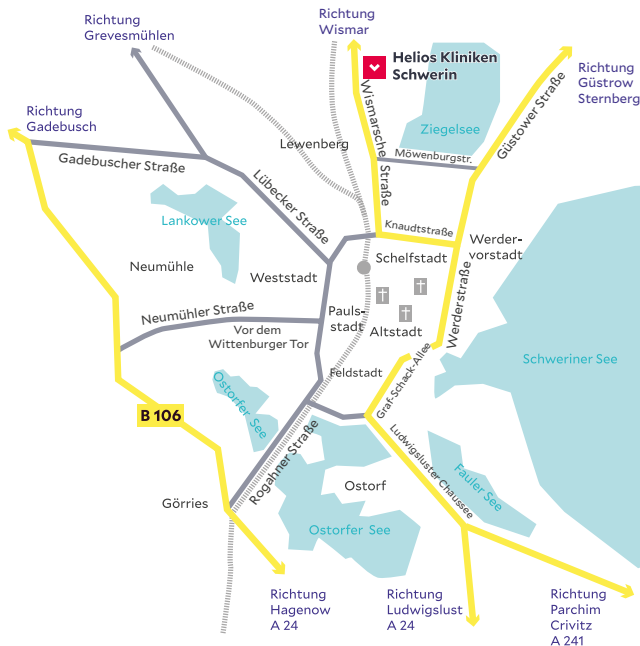 Richtung
Grevesmühlen
Richtung
Wismar
Helios Kliniken
Schwerin
Richtung
Güstrow
Sternberg
Richtung
Gadebusch
Ziegelsee
Güstower Straße
Wismarsche Straße
Lewenberg
Möwenburgstr.
Gadebuscher Straße
Lübecker Straße
Lankower See
Knaudtstraße
Werder-
vorstadt
Schelfstadt
Neumühle
Weststadt
Werderstraße
Neumühler Straße
Pauls-
stadt
Vor dem
Wittenburger Tor
Altstadt
Schweriner See
Feldstadt
Graf-Schack-Allee
Ostorfer See
B 106
Rogahner Straße
Ludwigsluster Chaussee
Fauler See
Ostorf
Görries
Ostorfer See
Richtung
Hagenow
A 24
Richtung
Ludwigslust
A 24
Richtung
Parchim
Crivitz
A 241